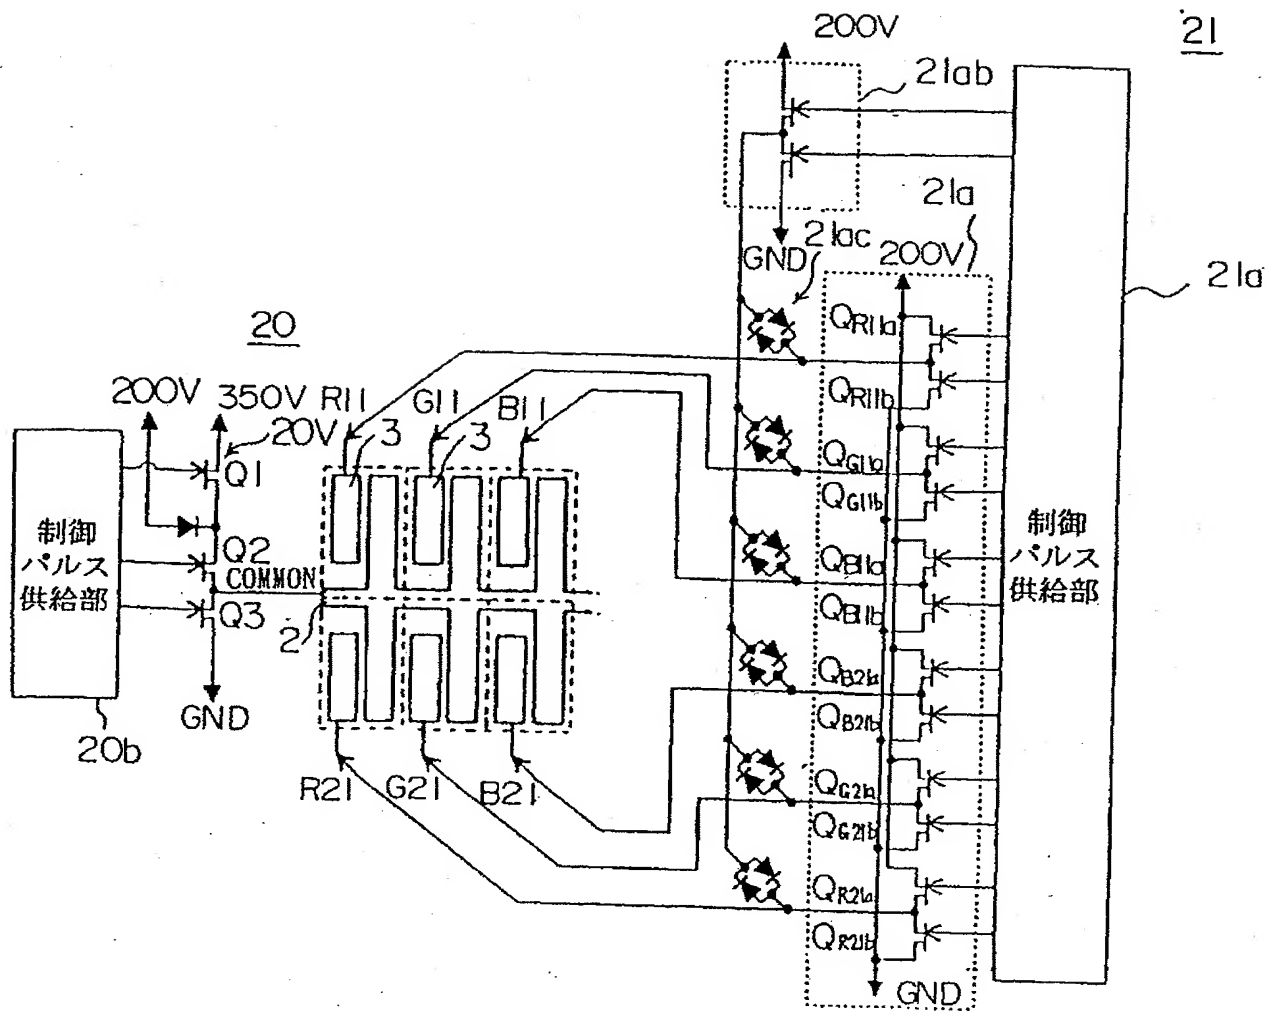 200V
21
21ab
21a
GND
21ac
200V
21a
20
QR11a
200V
350V
R11
G11
B11
QR11b
20V
3
3
Q1
QG11a
QG11b
制御
パルス
供給部
制御
パルス
供給部
Q2
COMMON
QB11a
Q3
QB11b
2
QB21a
GND
QB21b
20b
R21
G21
B21
QG21a
QG21b
QR21a
QR21b
GND